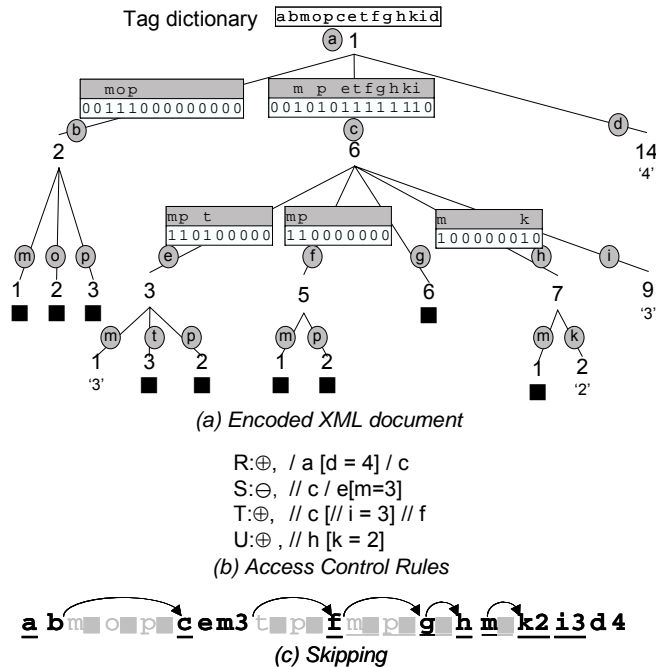 Tag dictionary abmopcetfghkid
a 1
mop
00111000000000
m p etfghki
00101011111110
b c d
2 6 14
'4'
mp t
110100000
mp
110000000
m k
100000010
m o p e f g h i
1 2 3 3 5 6 7 9
'3'
m t p m p m k
1 3 2 1 2 1 2
'3' '2'
(a) Encoded XML document
R:⊕, / a [d = 4] / c
S:⊖, // c / e[m=3]
T:⊕, // c [// i = 3] // f
U:⊕ , // h [k = 2]
(b) Access Control Rules
a b m o p c e m3 t p f m p g h m k2 i3 d4
(c) Skipping